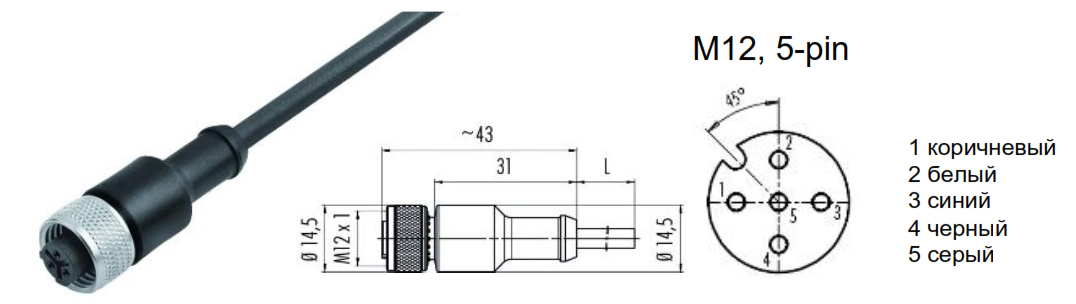 M12, 5-pin
~43
31
L
Ø 14,5
M12 x 1
Ø 14,5
45°
2
1
5
3
4
1 коричневый
2 белый
3 синий
4 черный
5 серый